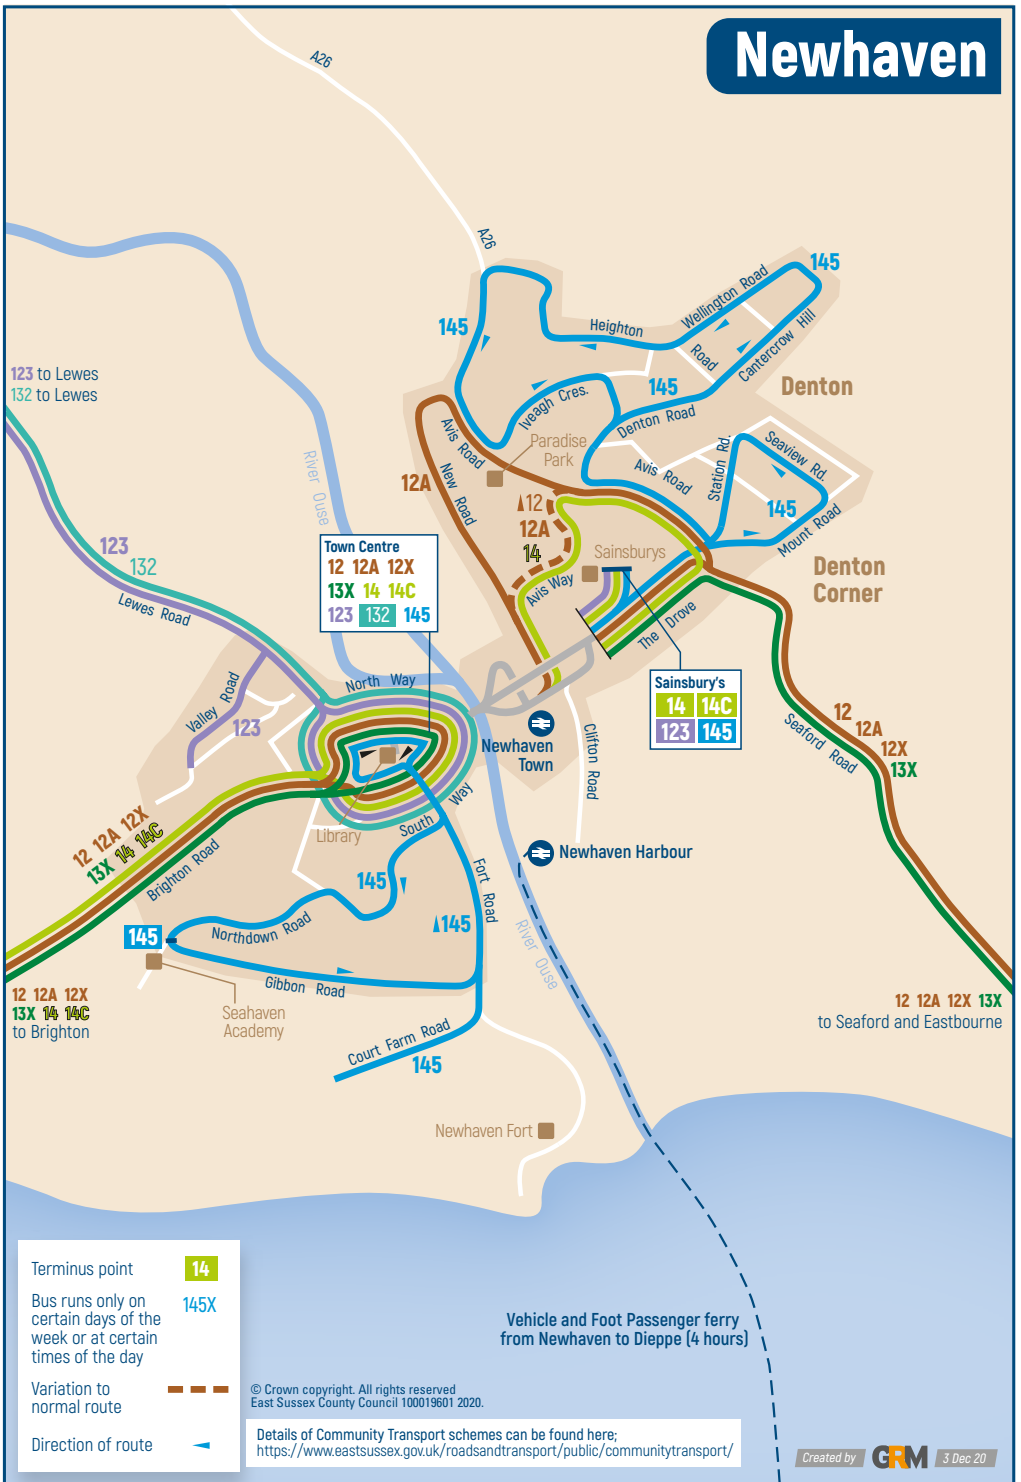 Newhaven
A26
A26
145
Wellington Road
145
Heighton
Road
Cantercrow Hill
123 to Lewes
132 to Lewes
Denton
145
Iveagh Cres.
Denton Road
Avis Road
Paradise
Park
Station Rd.
Seaview Rd.
Avis Road
River Ouse
12A
New Road
12
145
Mount Road
12A
14
Town Centre
12 12A 12X
13X 14 14C
123 132 145
Sainsburys
123
132
Denton
Corner
Avis Way
Lewes Road
The Drove
Sainsbury's
14 14C
123 145
Valley Road
North Way
123
Newhaven
Town
Clifton Road
12
12A
12X
13X
Seaford Road
12 12A 12X
13X 14 14C
Library
South
Way
Brighton Road
Newhaven Harbour
145
Fort Road
145
145
Northdown Road
River Ouse
Gibbon Road
12 12A 12X
13X 14 14C
to Brighton
Seahaven
Academy
12 12A 12X 13X
to Seaford and Eastbourne
Court Farm Road
145
Newhaven Fort
Terminus point 14
Bus runs only on 145X
certain days of the
week or at certain
times of the day
Variation to
normal route
Direction of route
Vehicle and Foot Passenger ferry
from Newhaven to Dieppe (4 hours)
© Crown copyright. All rights reserved
East Sussex County Council 100019601 2020.
Details of Community Transport schemes can be found here;
https://www.eastsussex.gov.uk/roadsandtransport/public/communitytransport/
Created by GRM 3 Dec 20